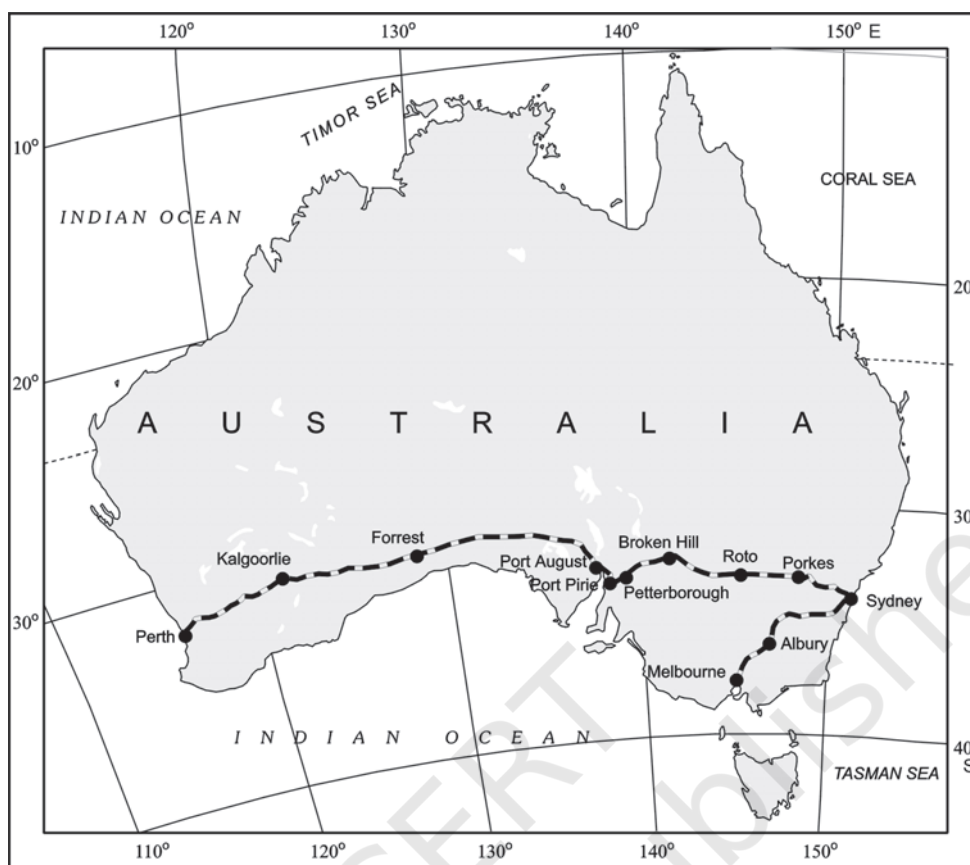 120° 130° 140° 150° E
TIMOR SEA
10°
CORAL SEA
INDIAN OCEAN
20
20°
A U S T R A L I A
30°
Broken Hill
Forrest
Roto
Porkes
Port August
Kalgoorlie
Port Pirie
Petterborough
Sydney
30°
Perth
Albury
Melbourne
INDIAN OCEAN
40
S
TASMAN SEA
110° 120° 130° 140° 150°